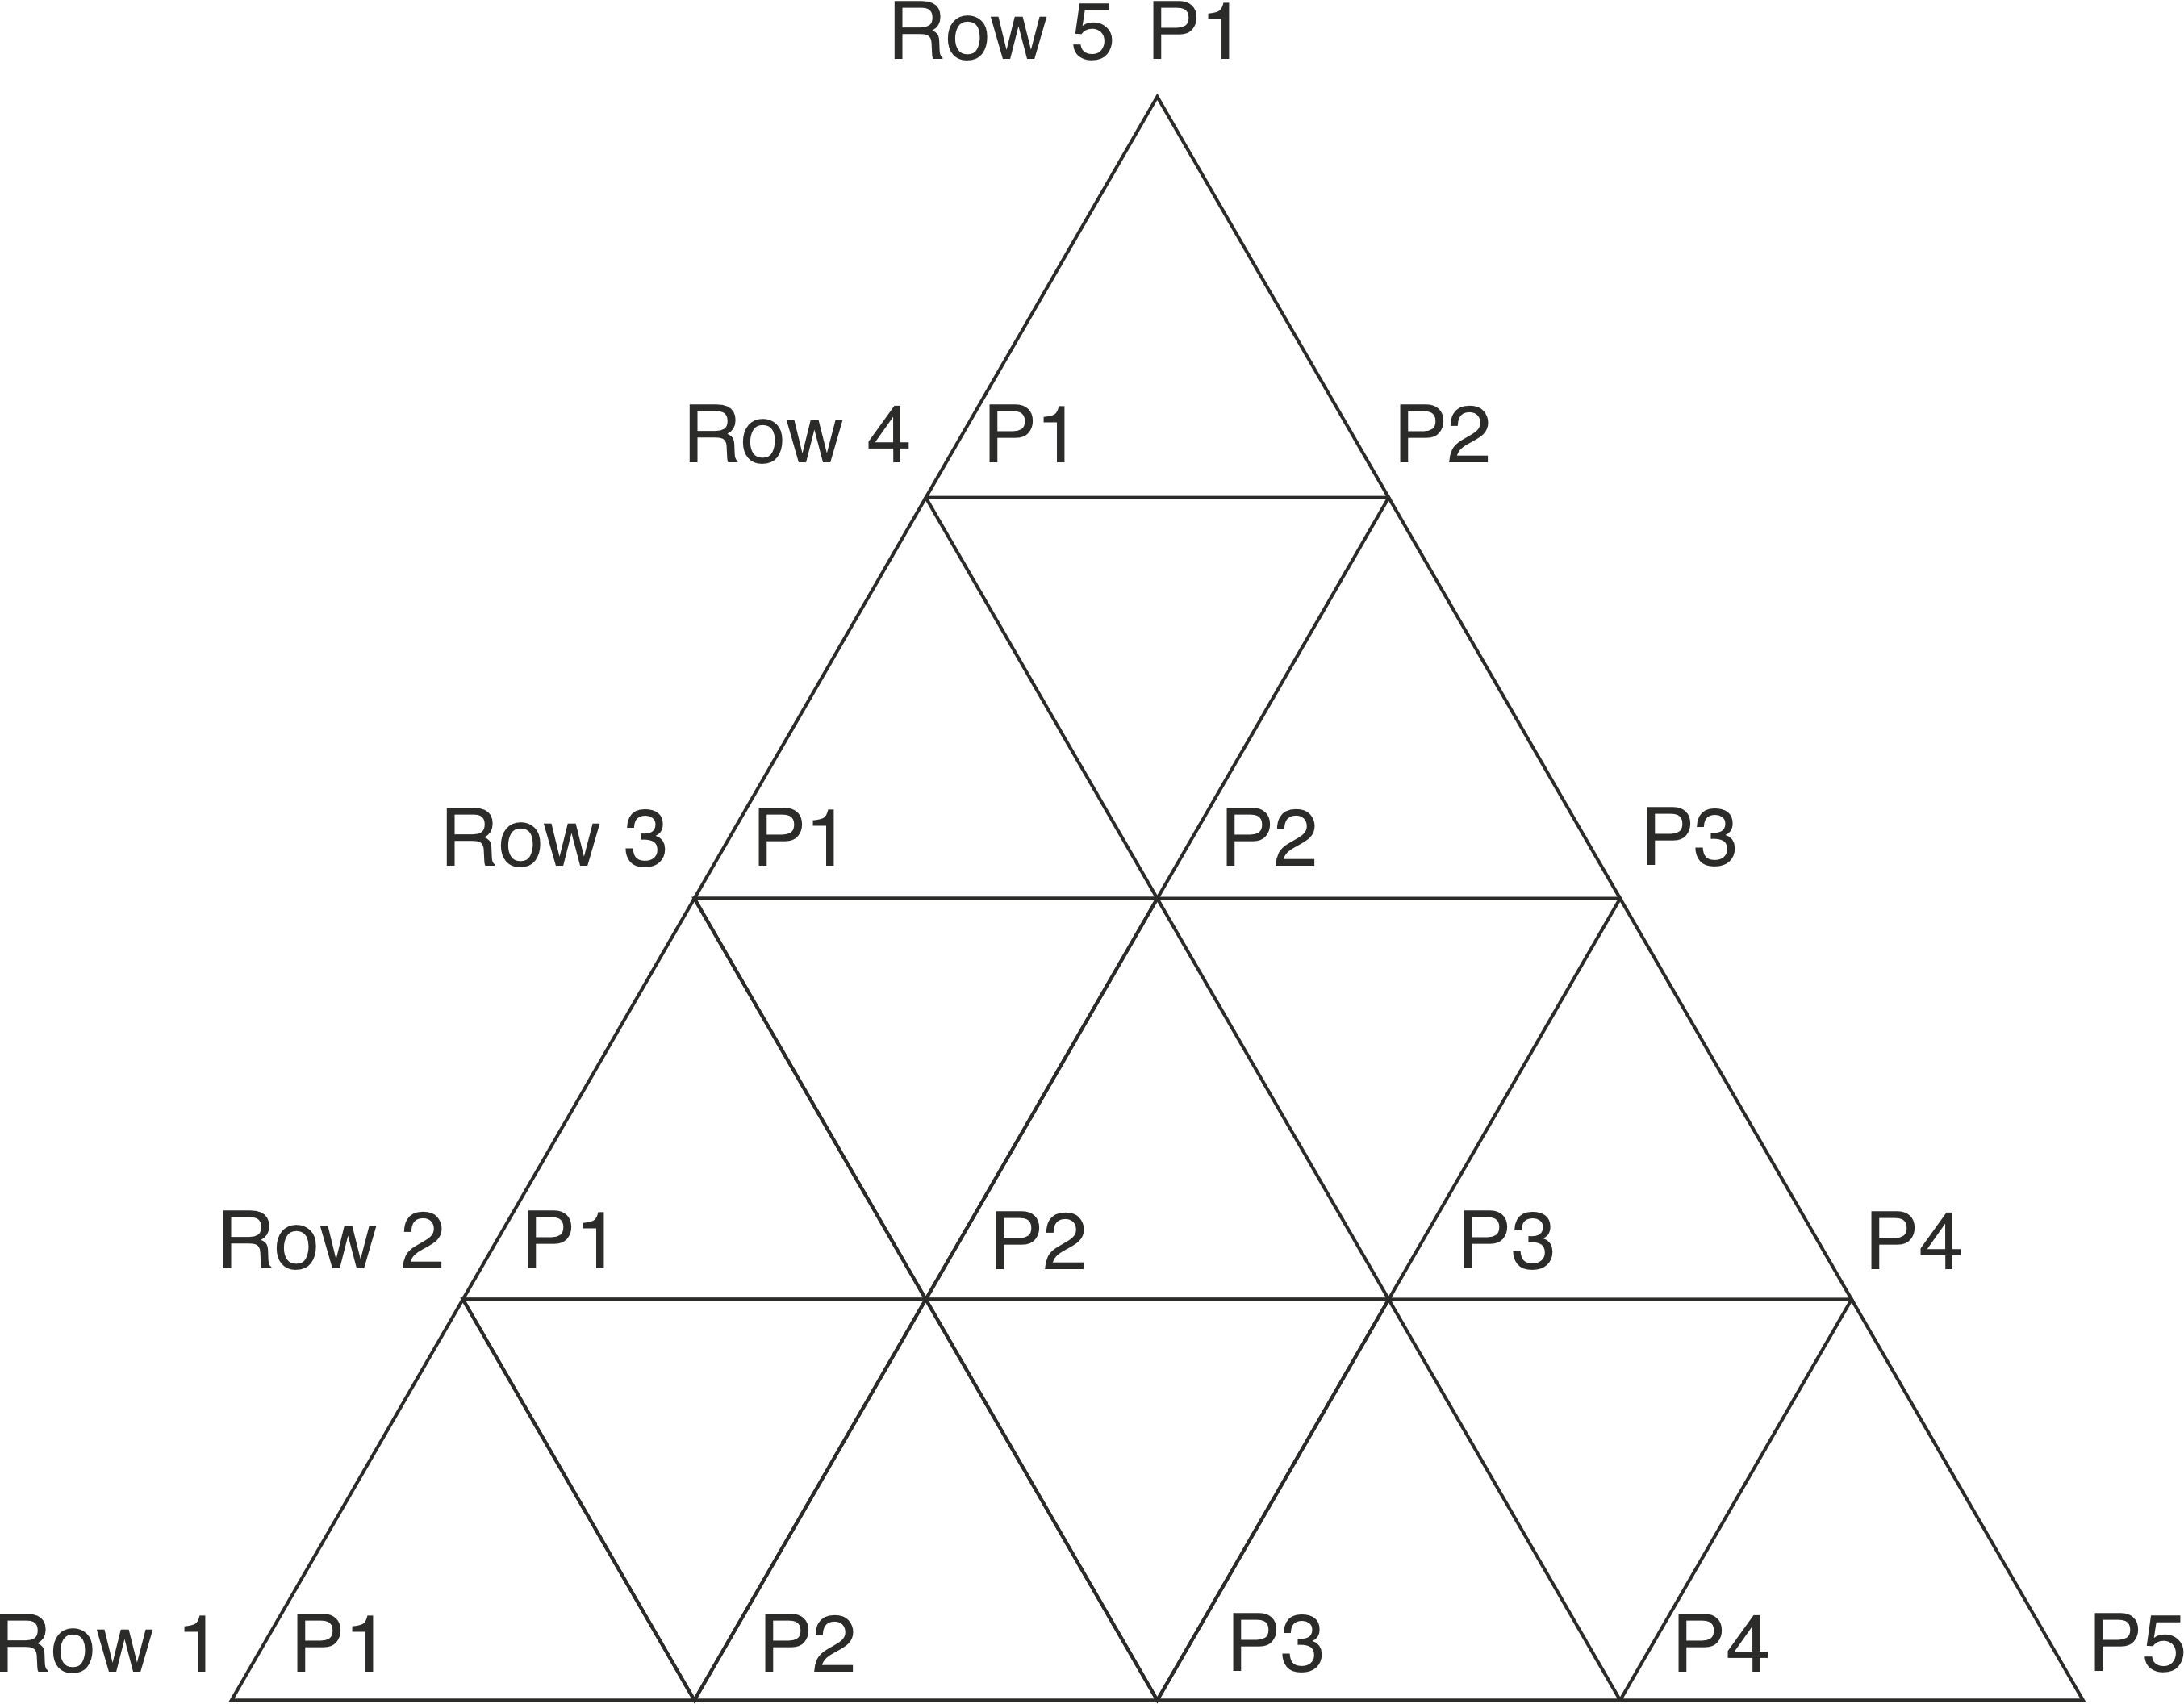 Row 5 P1
Row 4 P1 P2
Row 3 P1 P2 P3
Row 2 P1 P2 P3 P4
Row 1 P1 P2 P3 P4 P5